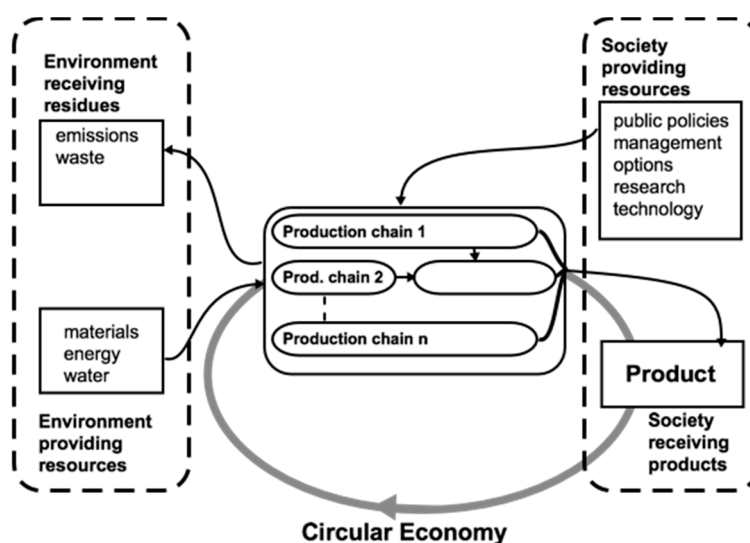 Environment
receiving
residues
emissions
waste
materials
energy
water
Environment
providing
resources
Production chain 1
Prod. chain 2
Production chain n
Society
providing
resources
public policies
management
options
research
technology
Product
Society
receiving
products
Circular Economy